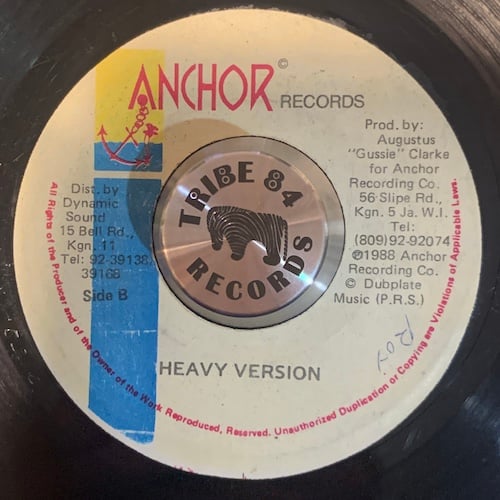 ANCHOR ©
RECORDS
Prod. by:
Augustus
"Gussie" Clarke
for Anchor
Recording Co.
56 Slipe Rd.,
Kgn. 5 Ja. W.I.
Tel:
(809)92-92074
℗1988 Anchor
Recording Co.
© Dubplate
Music (P.R.S.)
Dist. by
Dynamic
Sound
15 Bell Rd.,
Kgn. 11
Tel: 92-39138,
39168
Side B
TRIBE 84
RECORDS
HEAVY VERSION
All Rights of the Producer and of the Owner of the Work Reproduced, Reserved. Unauthorized Duplication or Copying are Violations of Applicable Laws.